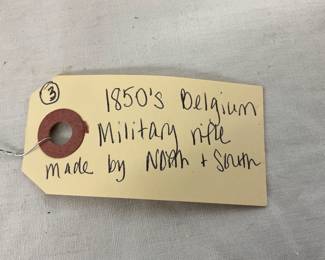 ③
1850's Belgium
Military rifle
made by North + South